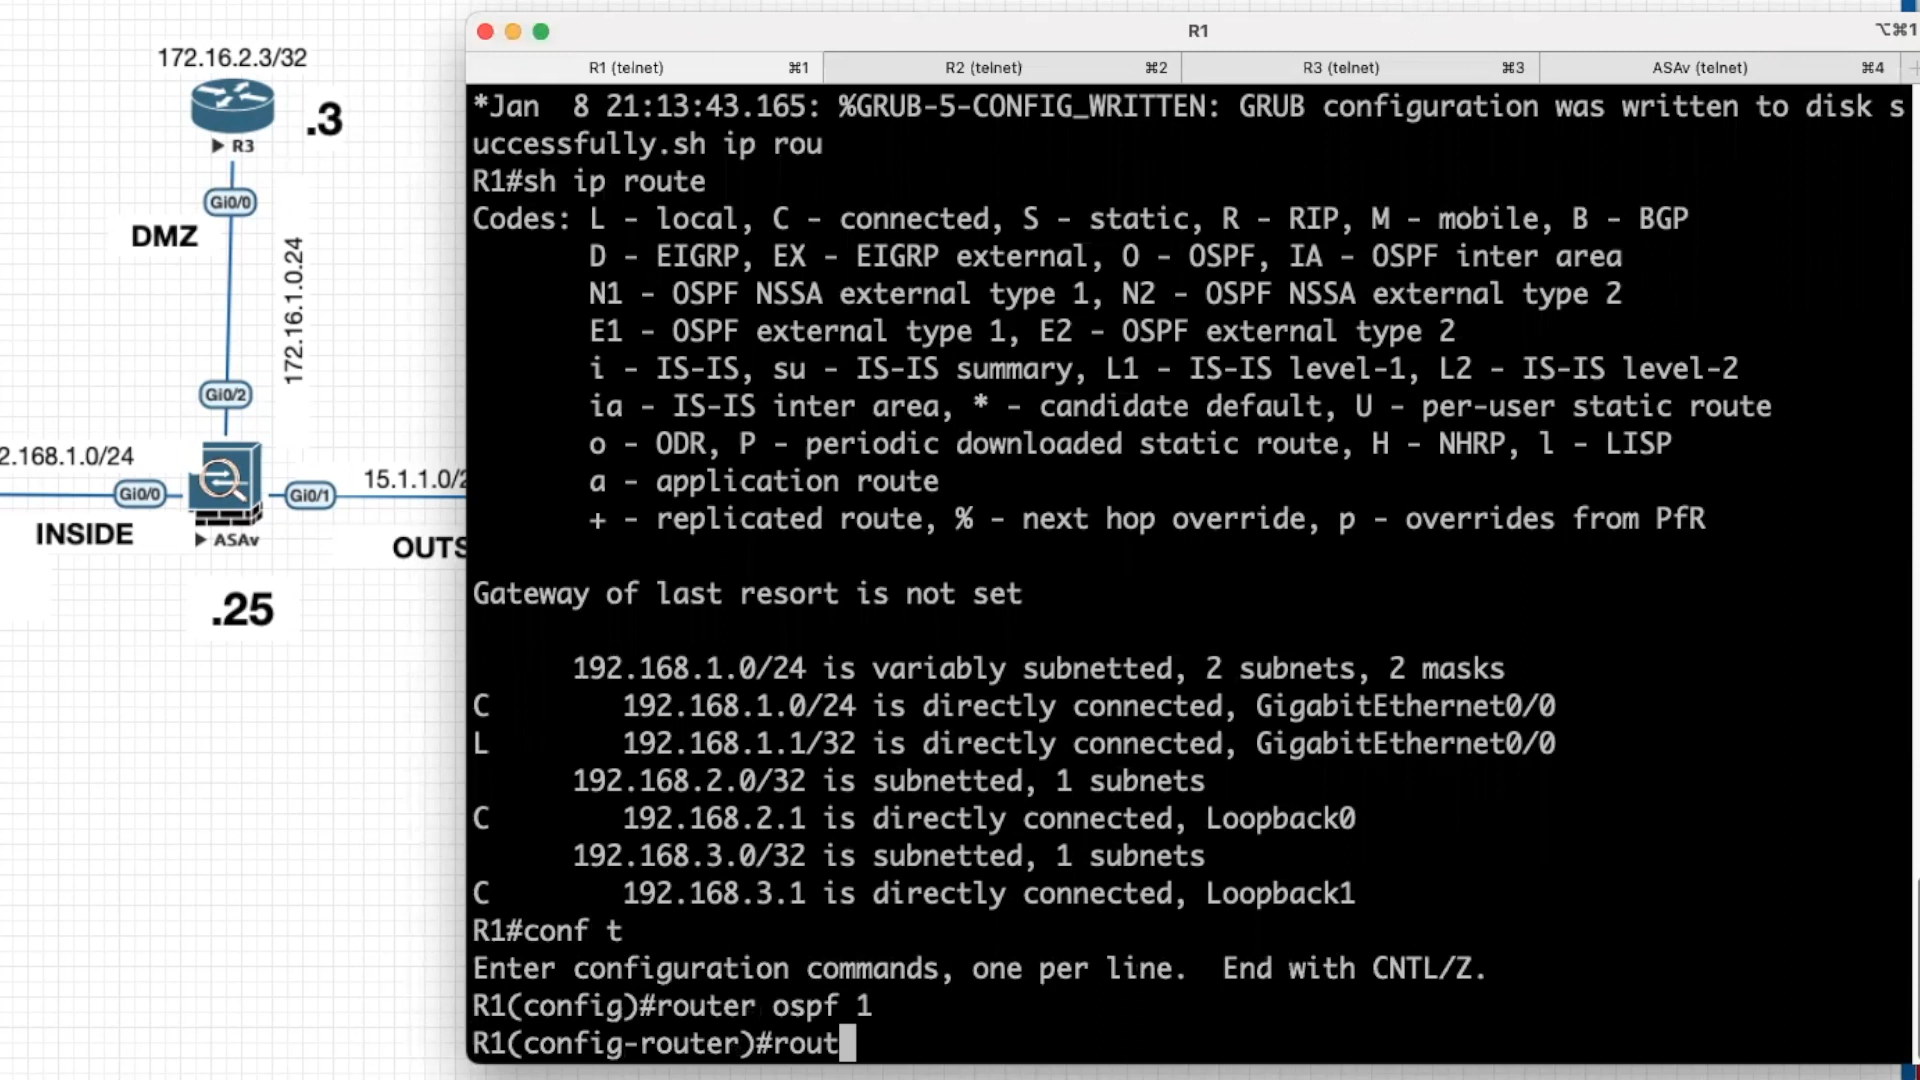 172.16.2.3/32
.3
R3
Gi0/0
DMZ
172.16.1.0.24
Gi0/2
2.168.1.0/24
15.1.1.0/2
Gi0/0
Gi0/1
INSIDE
ASAv
OUTS
.25
R1
⌥⌘1
R1 (telnet) ⌘1
R2 (telnet) ⌘2
R3 (telnet) ⌘3
ASAv (telnet) ⌘4
*Jan  8 21:13:43.165: %GRUB-5-CONFIG_WRITTEN: GRUB configuration was written to disk s
uccessfully.sh ip rou
R1#sh ip route
Codes: L - local, C - connected, S - static, R - RIP, M - mobile, B - BGP
       D - EIGRP, EX - EIGRP external, O - OSPF, IA - OSPF inter area
       N1 - OSPF NSSA external type 1, N2 - OSPF NSSA external type 2
       E1 - OSPF external type 1, E2 - OSPF external type 2
       i - IS-IS, su - IS-IS summary, L1 - IS-IS level-1, L2 - IS-IS level-2
       ia - IS-IS inter area, * - candidate default, U - per-user static route
       o - ODR, P - periodic downloaded static route, H - NHRP, l - LISP
       a - application route
       + - replicated route, % - next hop override, p - overrides from PfR
Gateway of last resort is not set
      192.168.1.0/24 is variably subnetted, 2 subnets, 2 masks
C        192.168.1.0/24 is directly connected, GigabitEthernet0/0
L        192.168.1.1/32 is directly connected, GigabitEthernet0/0
      192.168.2.0/32 is subnetted, 1 subnets
C        192.168.2.1 is directly connected, Loopback0
      192.168.3.0/32 is subnetted, 1 subnets
C        192.168.3.1 is directly connected, Loopback1
R1#conf t
Enter configuration commands, one per line.  End with CNTL/Z.
R1(config)#router ospf 1
R1(config-router)#rout